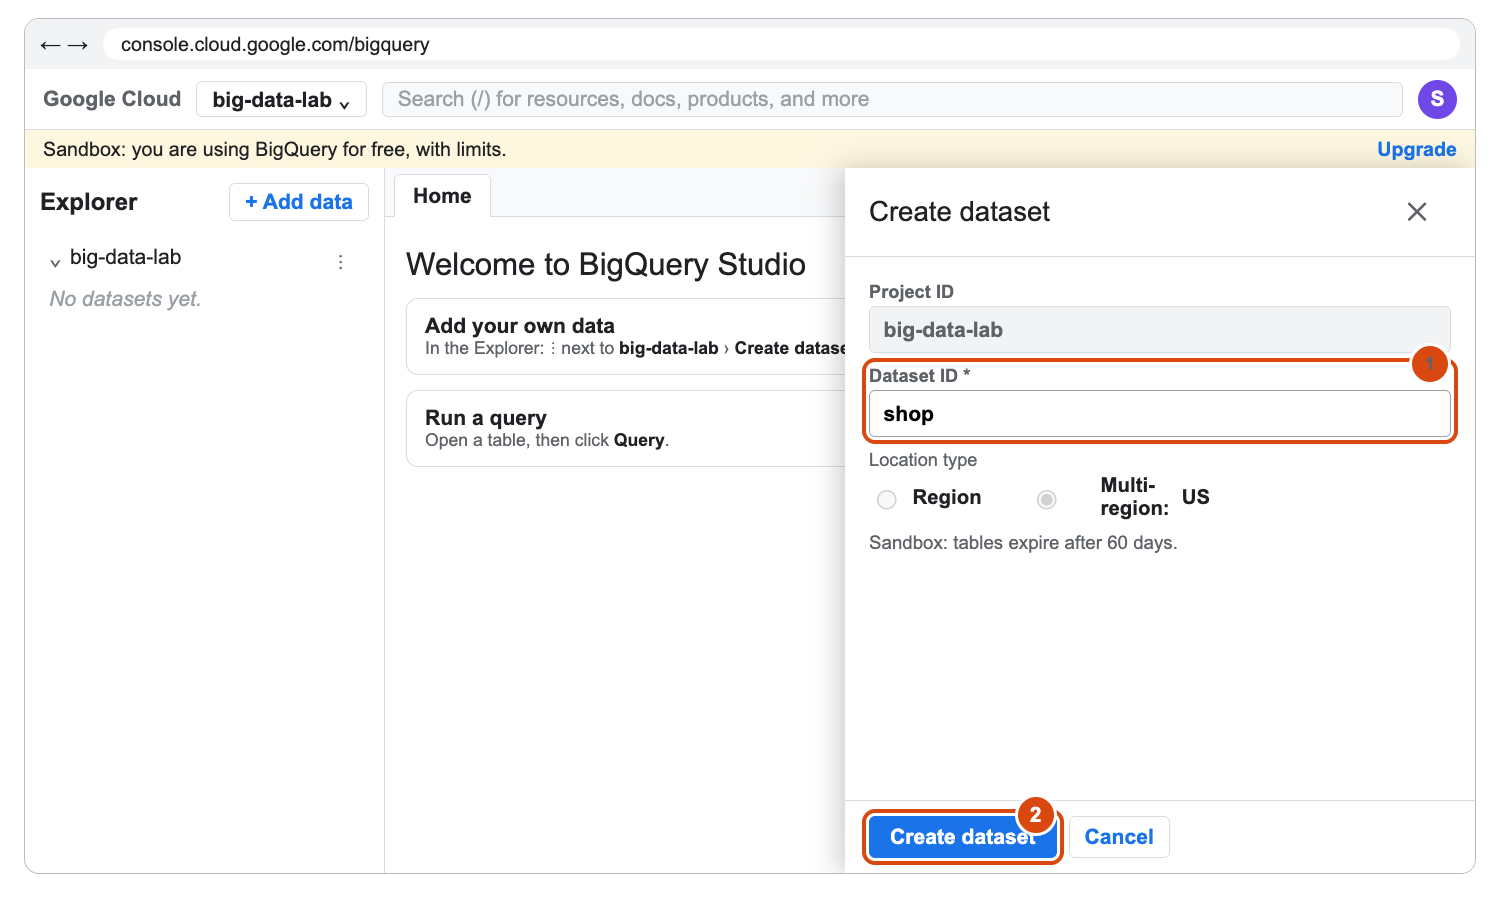 console.cloud.google.com/bigquery
Google Cloud big-data-lab Search (/) for resources, docs, products, and more S
Sandbox: you are using BigQuery for free, with limits. Upgrade
Explorer + Add data
big-data-lab
No datasets yet.
Home
Welcome to BigQuery Studio
Add your own data
In the Explorer: ⋮ next to big-data-lab › Create datase
Run a query
Open a table, then click Query.
Create dataset
Project ID
big-data-lab
1
Dataset ID *
shop
Location type
Region Multi-region: US
Sandbox: tables expire after 60 days.
2
Create dataset Cancel